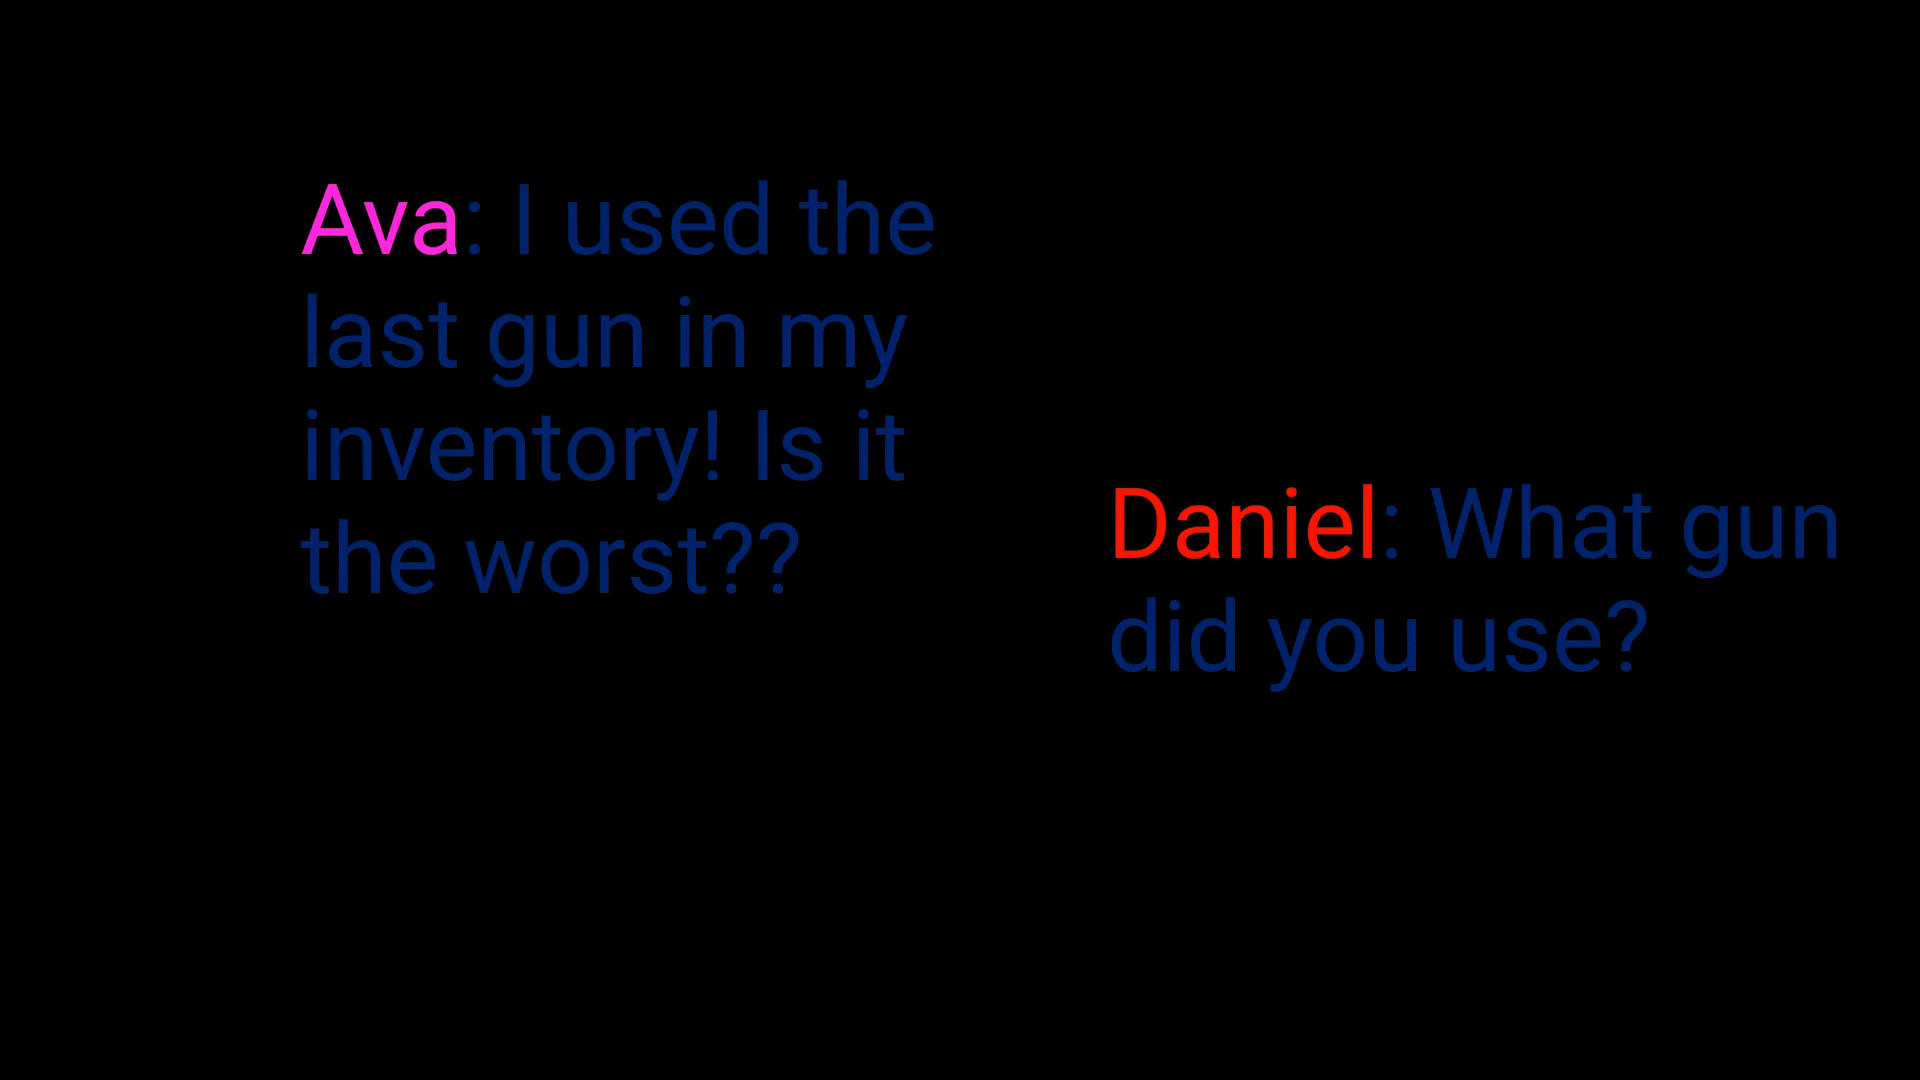 Ava: I used the
last gun in my
inventory! Is it
the worst??
Daniel: What gun
did you use?